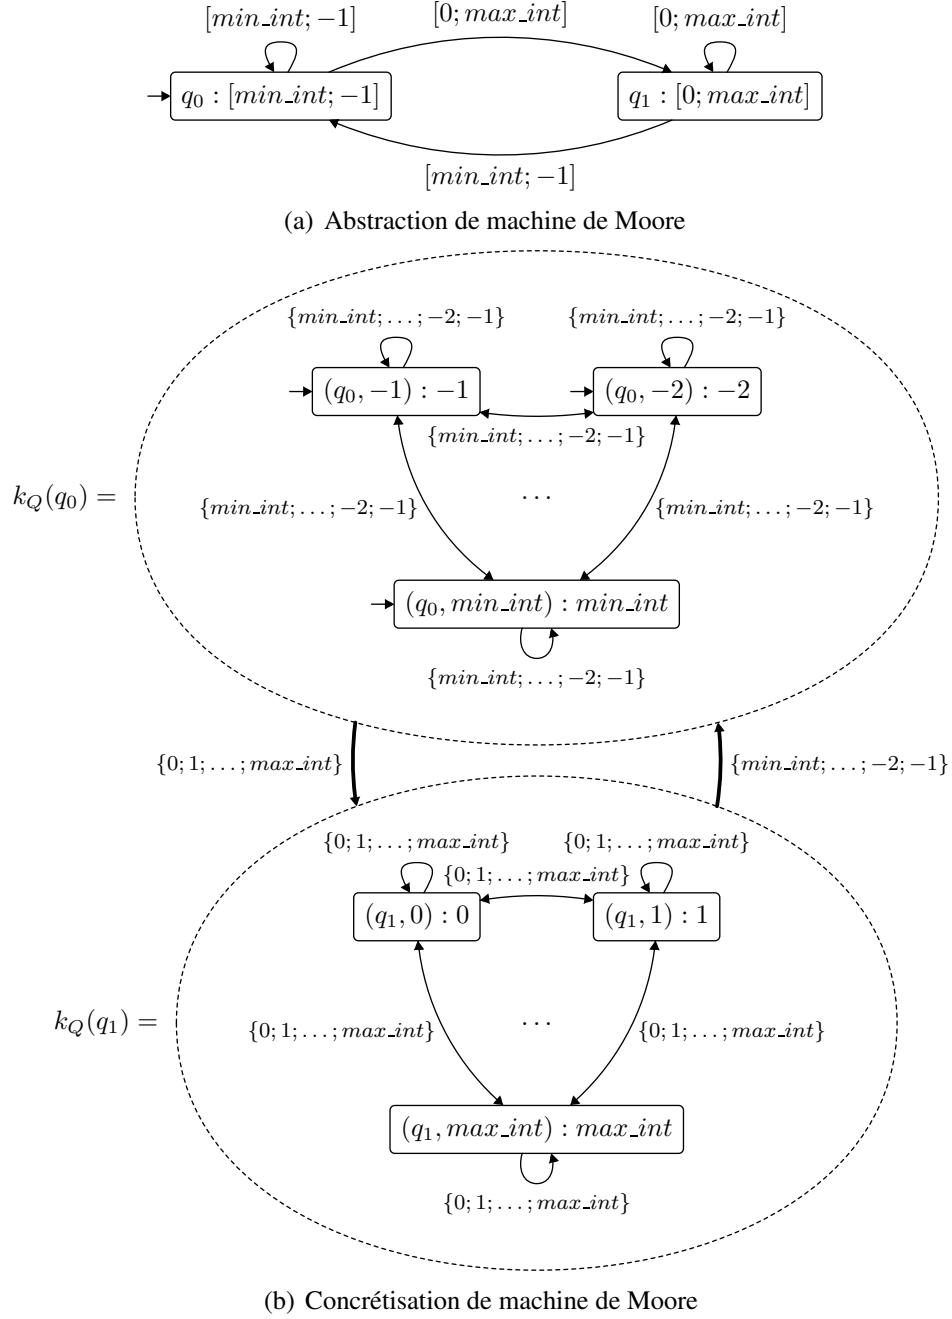 [min_int; −1]
[0; max_int]
[0; max_int]
q₀ : [min_int; −1]
q₁ : [0; max_int]
[min_int; −1]
(a) Abstraction de machine de Moore
{min_int; . . . ; −2; −1}
{min_int; . . . ; −2; −1}
(q₀, −1) : −1
(q₀, −2) : −2
{min_int; . . . ; −2; −1}
k_Q(q₀) =
{min_int; . . . ; −2; −1}
. . .
{min_int; . . . ; −2; −1}
(q₀, min_int) : min_int
{min_int; . . . ; −2; −1}
{0; 1; . . . ; max_int}
{min_int; . . . ; −2; −1}
{0; 1; . . . ; max_int}
{0; 1; . . . ; max_int}
{0; 1; . . . ; max_int}
(q₁, 0) : 0
(q₁, 1) : 1
k_Q(q₁) =
{0; 1; . . . ; max_int}
. . .
{0; 1; . . . ; max_int}
(q₁, max_int) : max_int
{0; 1; . . . ; max_int}
(b) Concrétisation de machine de Moore